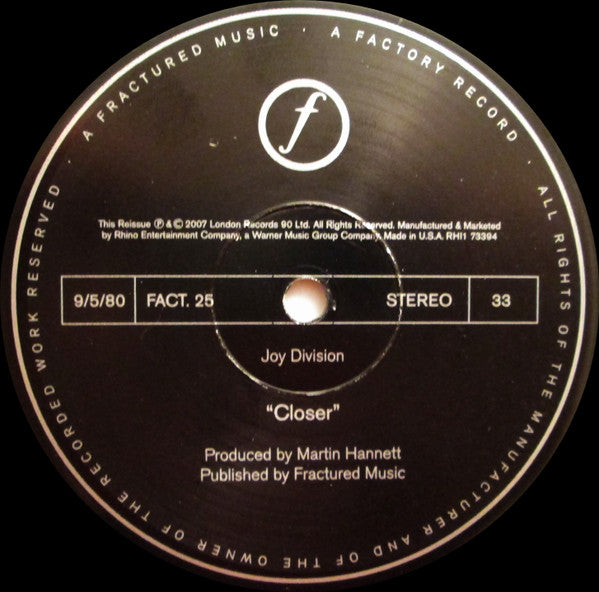 A FRACTURED MUSIC · A FACTORY RECORD · ALL RIGHTS OF THE MANUFACTURER AND OF THE OWNER OF THE RECORDED WORK RESERVED ·
f
This Reissue ℗ & © 2007 London Records 90 Ltd. All Rights Reserved. Manufactured & Marketed
by Rhino Entertainment Company, a Warner Music Group Company. Made in U.S.A. RHI1 73394
9/5/80 FACT. 25 STEREO 33
Joy Division
“Closer”
Produced by Martin Hannett
Published by Fractured Music